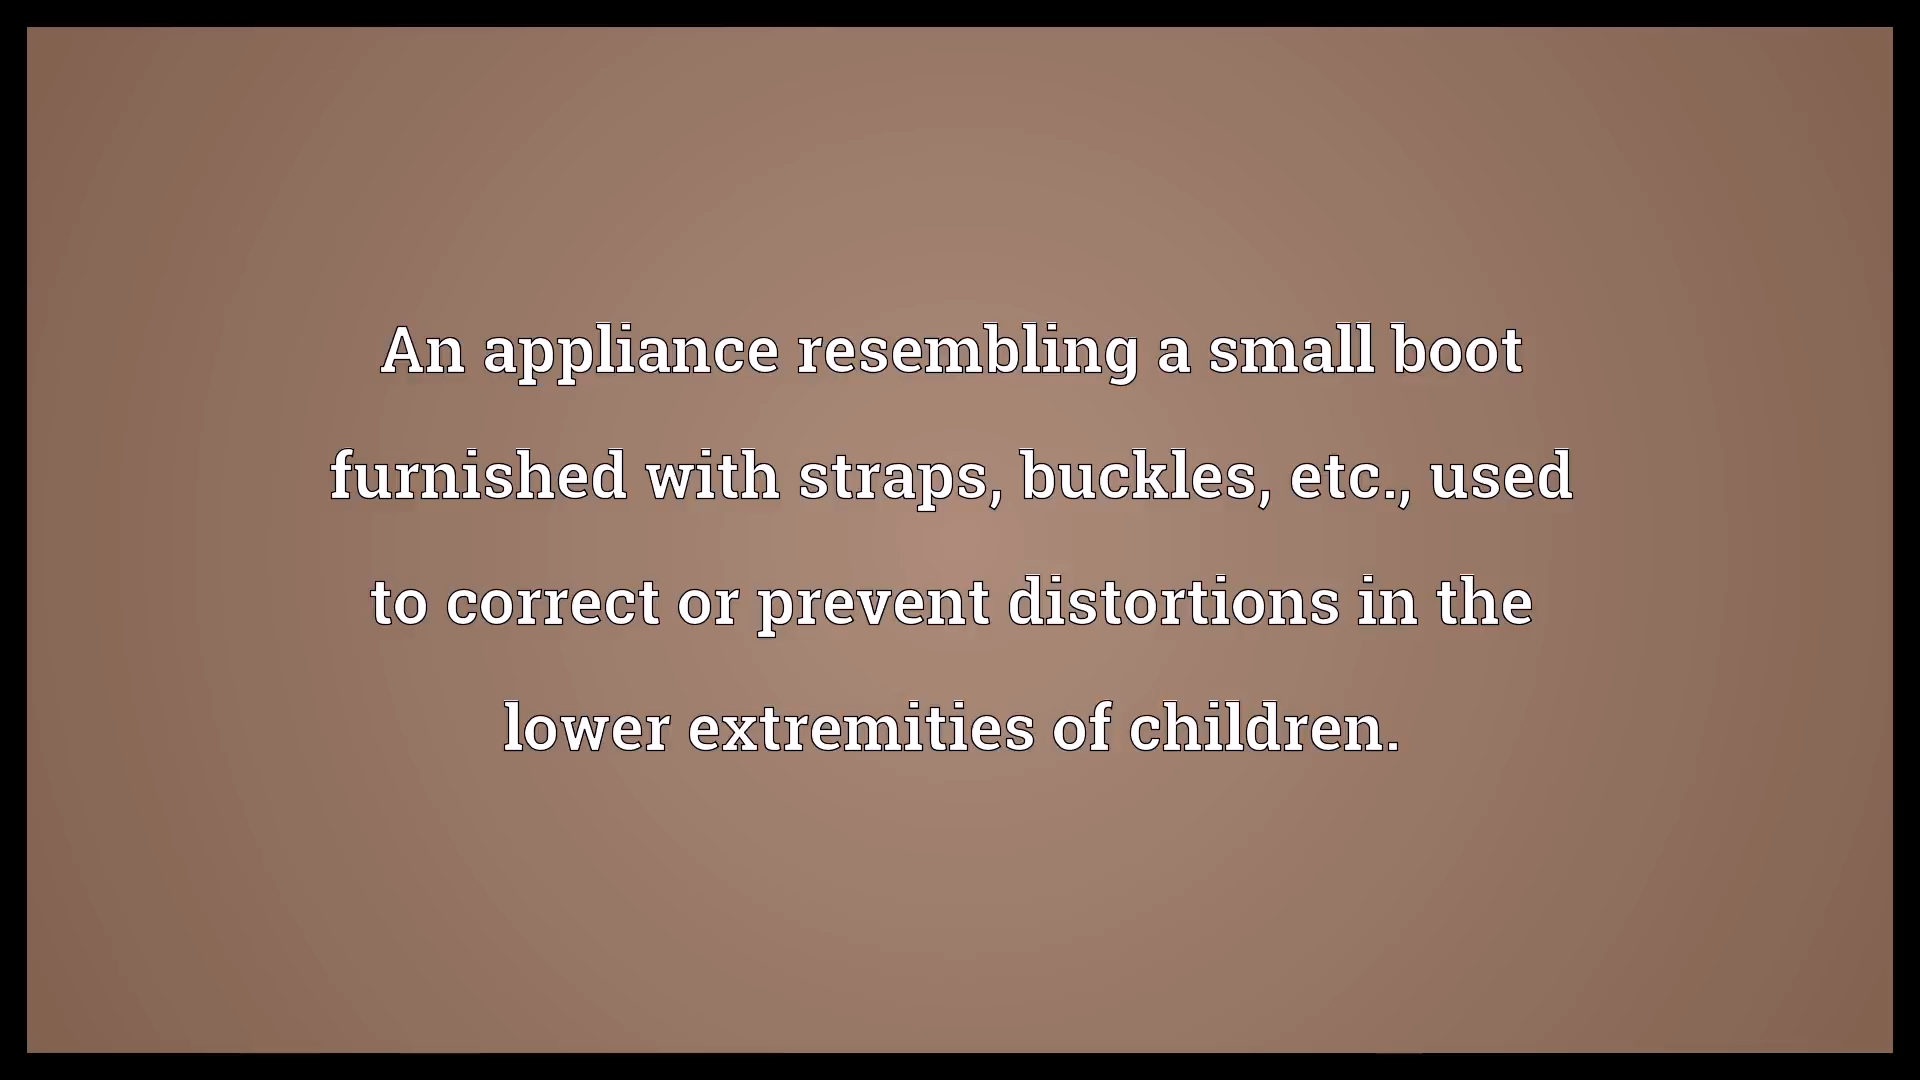 An appliance resembling a small boot
furnished with straps, buckles, etc., used
to correct or prevent distortions in the
lower extremities of children.